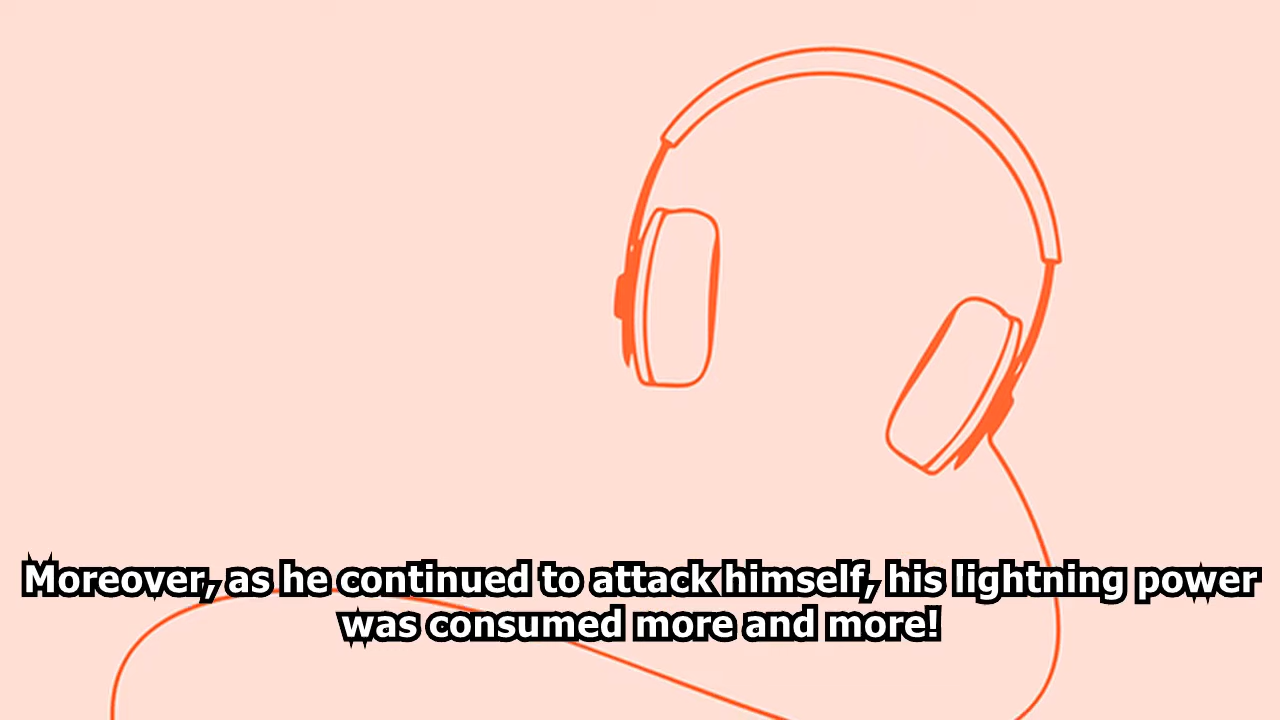 Moreover, as he continued to attack himself, his lightning power
was consumed more and more!